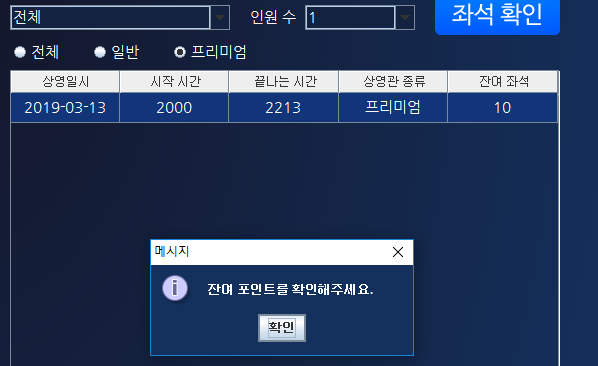 전체 인원 수 1 좌석 확인
전체 일반 프리미엄
상영일시 시작 시간 끝나는 시간 상영관 종류 잔여 좌석
2019-03-13 2000 2213 프리미엄 10
메시지
잔여 포인트를 확인해주세요.
확인